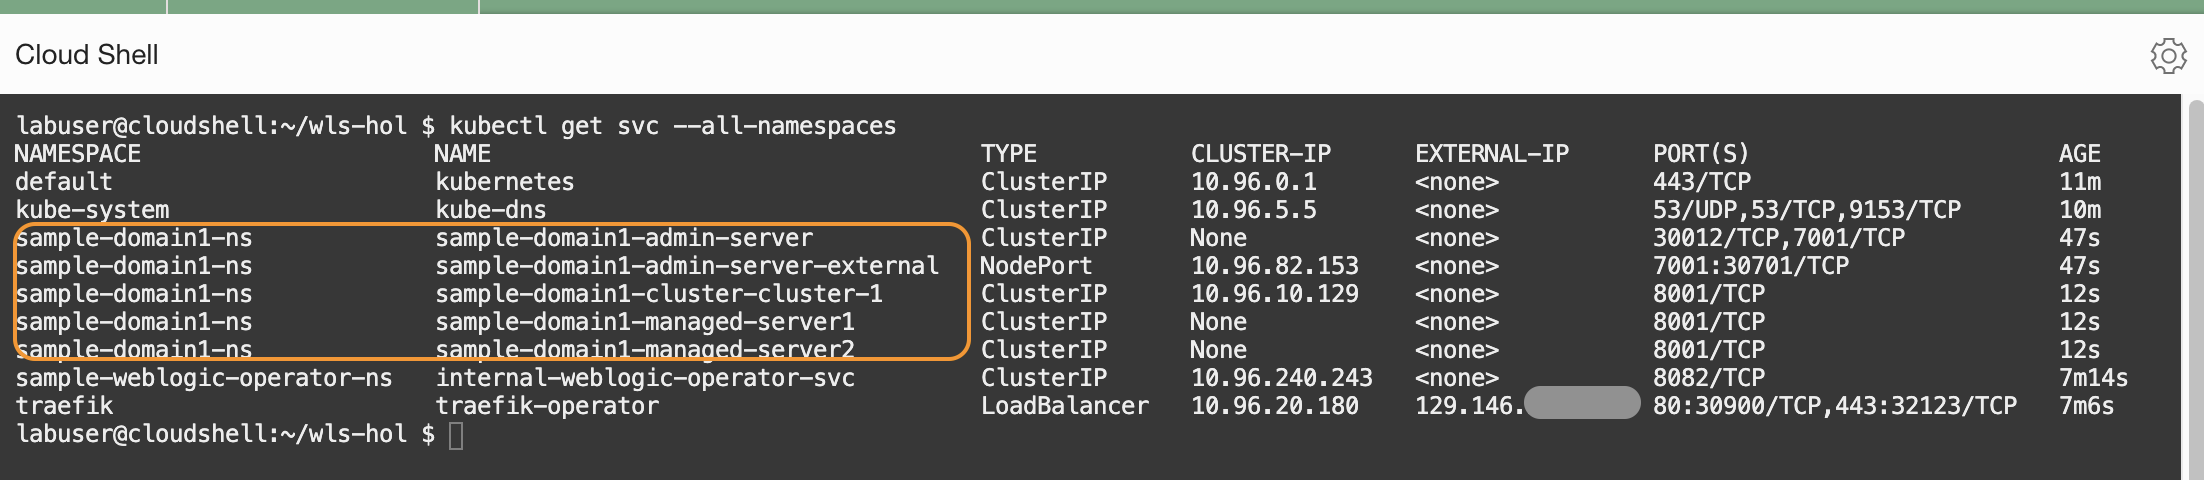 Cloud Shell
labuser@cloudshell:~/wls-hol $ kubectl get svc --all-namespaces
NAMESPACE NAME TYPE CLUSTER-IP EXTERNAL-IP PORT(S) AGE
default kubernetes ClusterIP 10.96.0.1 <none> 443/TCP 11m
kube-system kube-dns ClusterIP 10.96.5.5 <none> 53/UDP,53/TCP,9153/TCP 10m
sample-domain1-ns sample-domain1-admin-server ClusterIP None <none> 30012/TCP,7001/TCP 47s
sample-domain1-ns sample-domain1-admin-server-external NodePort 10.96.82.153 <none> 7001:30701/TCP 47s
sample-domain1-ns sample-domain1-cluster-cluster-1 ClusterIP 10.96.10.129 <none> 8001/TCP 12s
sample-domain1-ns sample-domain1-managed-server1 ClusterIP None <none> 8001/TCP 12s
sample-domain1-ns sample-domain1-managed-server2 ClusterIP None <none> 8001/TCP 12s
sample-weblogic-operator-ns internal-weblogic-operator-svc ClusterIP 10.96.240.243 <none> 8082/TCP 7m14s
traefik traefik-operator LoadBalancer 10.96.20.180 129.146. 80:30900/TCP,443:32123/TCP 7m6s
labuser@cloudshell:~/wls-hol $